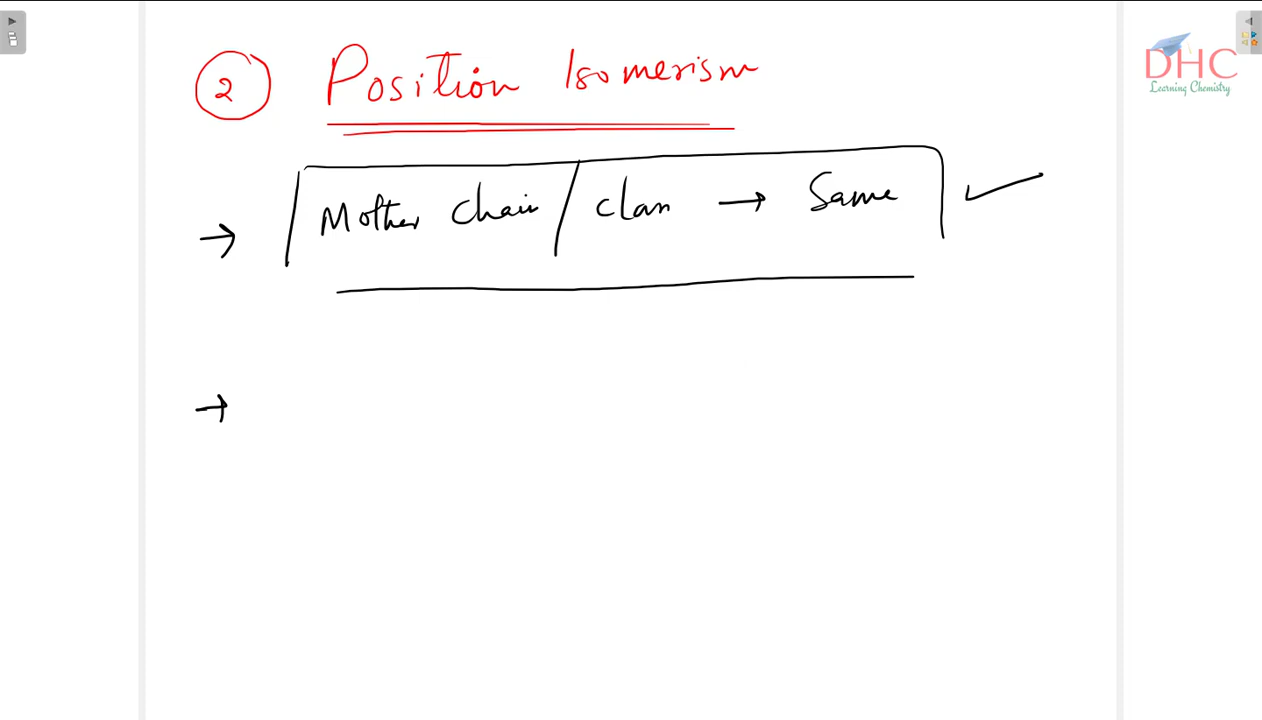 2 Position Isomerism
DHC
Learning Chemistry
→ Mother chain / clan → Same ✓
→